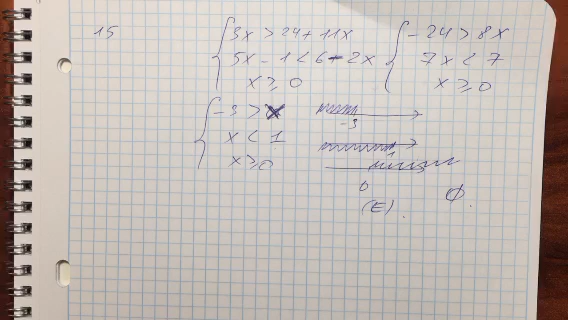 15
{ 3x > 24 + 11x
5x - 1 < 6 - 2x
x ≥ 0
{ -24 > 8x
7x < 7
x ≥ 0
{ -3 > x
x < 1
x ≥ 0
-3
1
0
(E)
Ø.